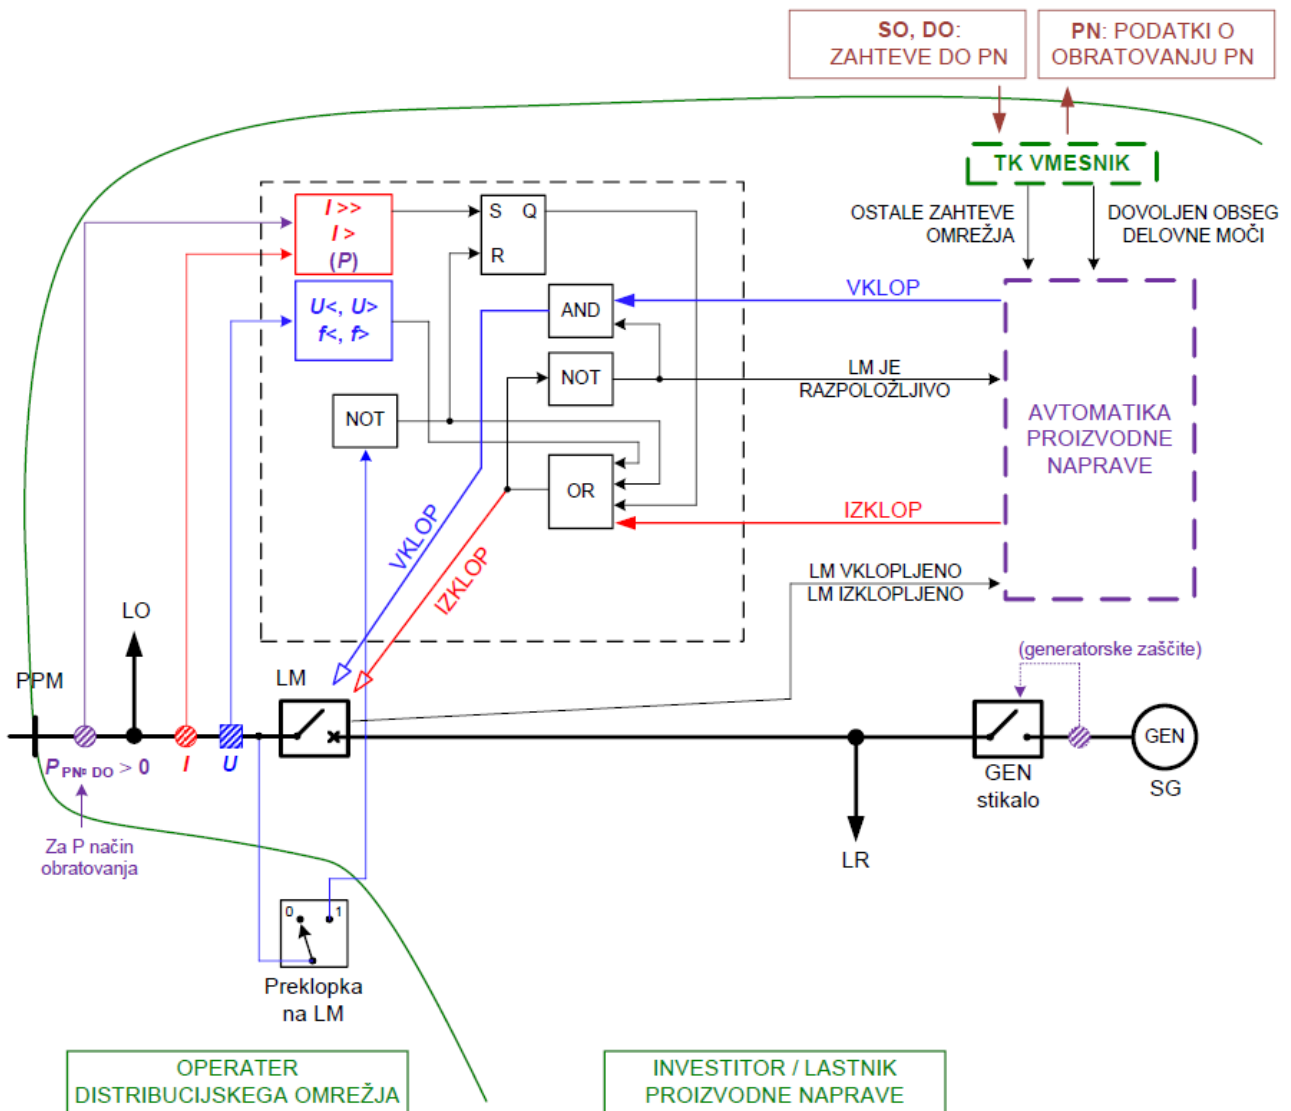 SO, DO:
ZAHTEVE DO PN
PN: PODATKI O
OBRATOVANJU PN
TK VMESNIK
OSTALE ZAHTEVE
OMREŽJA
DOVOLJEN OBSEG
DELOVNE MOČI
I >>
I >
(P)
S Q
R
U<, U>
f<, f>
AND
VKLOP
NOT
LM JE
RAZPOLOŽLJIVO
NOT
AVTOMATIKA
PROIZVODNE
NAPRAVE
OR
IZKLOP
VKLOP
IZKLOP
LM VKLOPLJENO
LM IZKLOPLJENO
LO
(generatorske zaščite)
PPM
LM
GEN
P PN≡ DO > 0
I
U
GEN
stikalo
SG
Za P način
obratovanja
LR
0 1
Preklopka
na LM
OPERATER
DISTRIBUCIJSKEGA OMREŽJA
INVESTITOR / LASTNIK
PROIZVODNE NAPRAVE